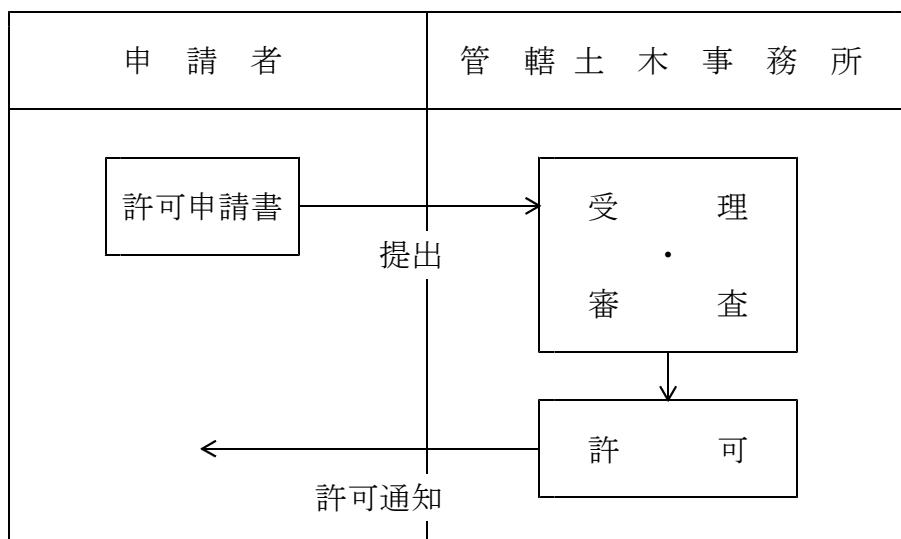 申請者
管轄土木事務所
許可申請書
提出
受理
・
審査
許可
許可通知